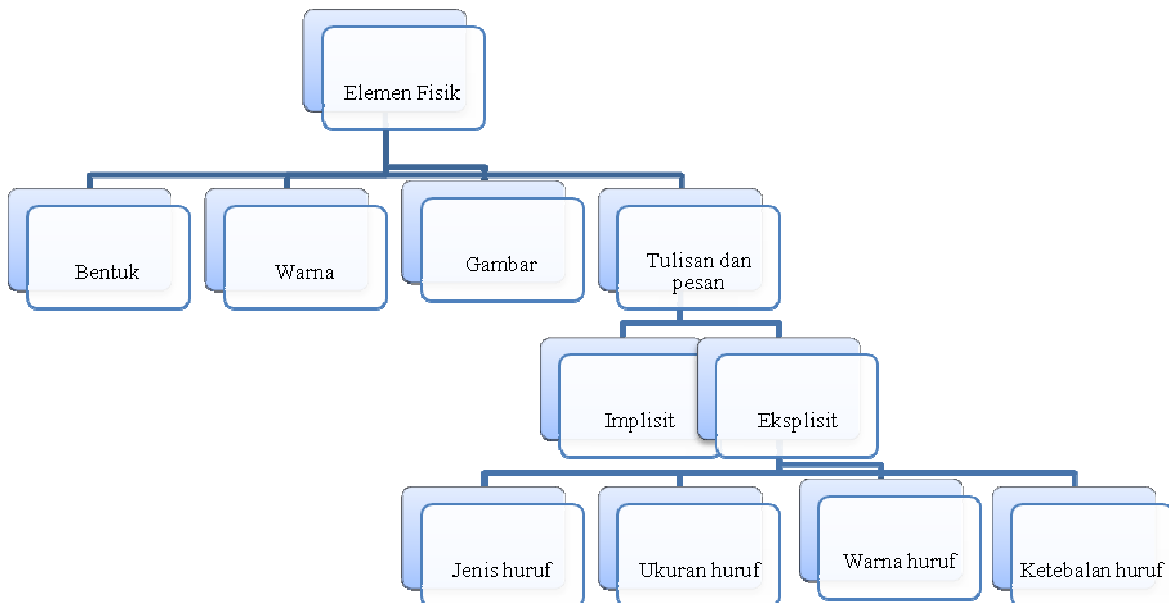 Elemen Fisik
Bentuk
Warna
Gambar
Tulisan dan
pesan
Implisit
Eksplisit
Jenis huruf
Ukuran huruf
Warna huruf
Ketebalan huruf